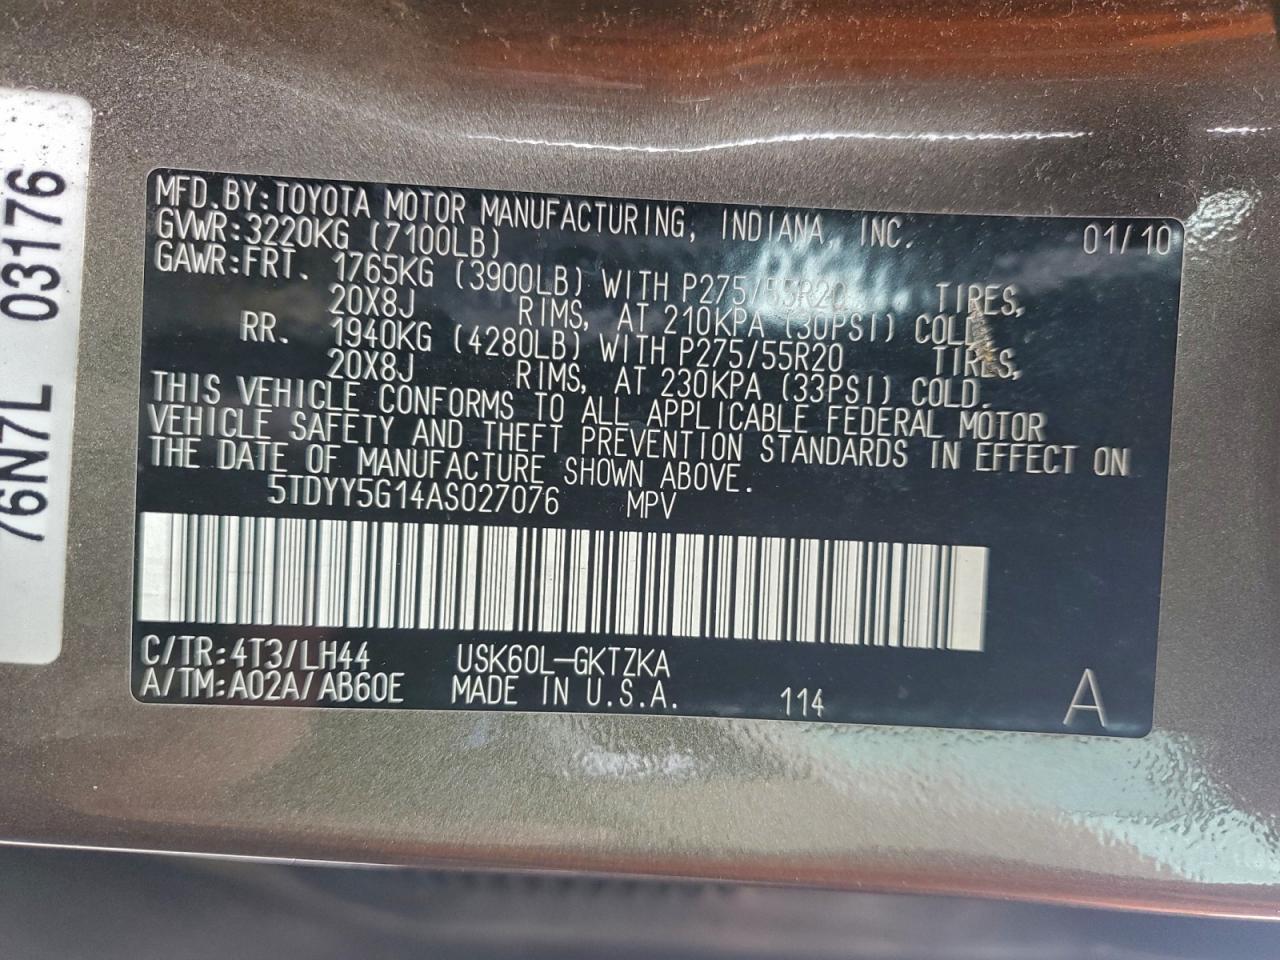 MFD.BY:TOYOTA MOTOR MANUFACTURING, INDIANA, INC. 01/10
GVWR:3220KG (7100LB)
GAWR:FRT. 1765KG (3900LB) WITH P275/55R20 TIRES,
20X8J RIMS, AT 210KPA (30PSI) COLD
RR. 1940KG (4280LB) WITH P275/55R20 TIRES,
20X8J RIMS, AT 230KPA (33PSI) COLD.
THIS VEHICLE CONFORMS TO ALL APPLICABLE FEDERAL MOTOR
VEHICLE SAFETY AND THEFT PREVENTION STANDARDS IN EFFECT ON
THE DATE OF MANUFACTURE SHOWN ABOVE.
5TDYY5G14AS027076 MPV
C/TR:4T3/LH44 USK60L-GKTZKA
A/TM:A02A/AB60E MADE IN U.S.A. 114 A
76N7L 03176